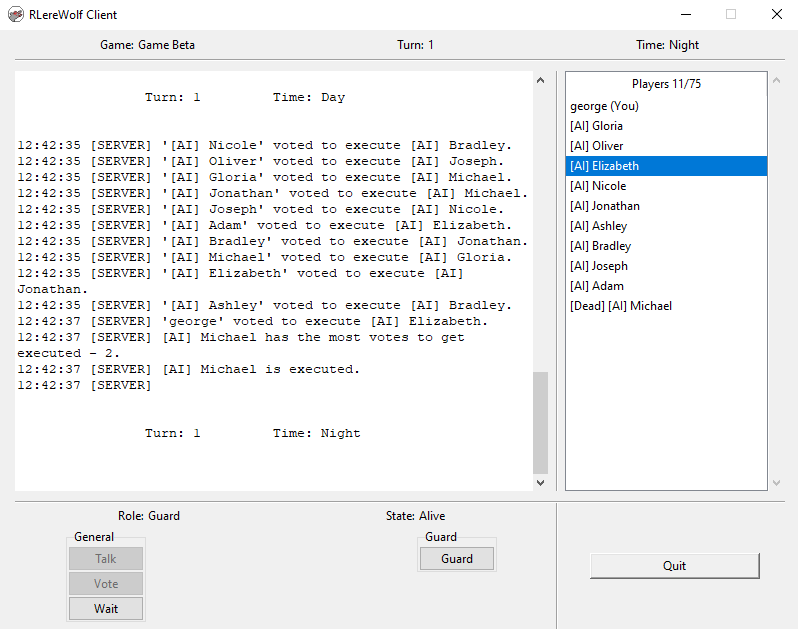 RLereWolf Client
Game: Game Beta Turn: 1 Time: Night
Turn: 1 Time: Day
12:42:35 [SERVER] '[AI] Nicole' voted to execute [AI] Bradley.
12:42:35 [SERVER] '[AI] Oliver' voted to execute [AI] Joseph.
12:42:35 [SERVER] '[AI] Gloria' voted to execute [AI] Michael.
12:42:35 [SERVER] '[AI] Jonathan' voted to execute [AI] Michael.
12:42:35 [SERVER] '[AI] Joseph' voted to execute [AI] Nicole.
12:42:35 [SERVER] '[AI] Adam' voted to execute [AI] Elizabeth.
12:42:35 [SERVER] '[AI] Bradley' voted to execute [AI] Jonathan.
12:42:35 [SERVER] '[AI] Michael' voted to execute [AI] Gloria.
12:42:35 [SERVER] '[AI] Elizabeth' voted to execute [AI]
Jonathan.
12:42:35 [SERVER] '[AI] Ashley' voted to execute [AI] Bradley.
12:42:37 [SERVER] 'george' voted to execute [AI] Elizabeth.
12:42:37 [SERVER] [AI] Michael has the most votes to get
executed - 2.
12:42:37 [SERVER] [AI] Michael is executed.
12:42:37 [SERVER]
Turn: 1 Time: Night
Players 11/75
george (You)
[AI] Gloria
[AI] Oliver
[AI] Elizabeth
[AI] Nicole
[AI] Jonathan
[AI] Ashley
[AI] Bradley
[AI] Joseph
[AI] Adam
[Dead] [AI] Michael
Role: Guard State: Alive
General
Talk
Vote
Wait
Guard
Guard
Quit